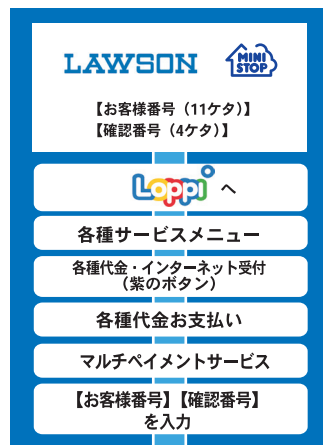 LAWSON
MINI
STOP
【お客様番号（11ケタ）】
【確認番号（4ケタ）】
Loppi へ
各種サービスメニュー
各種代金・インターネット受付
（紫のボタン）
各種代金お支払い
マルチペイメントサービス
【お客様番号】【確認番号】
を入力